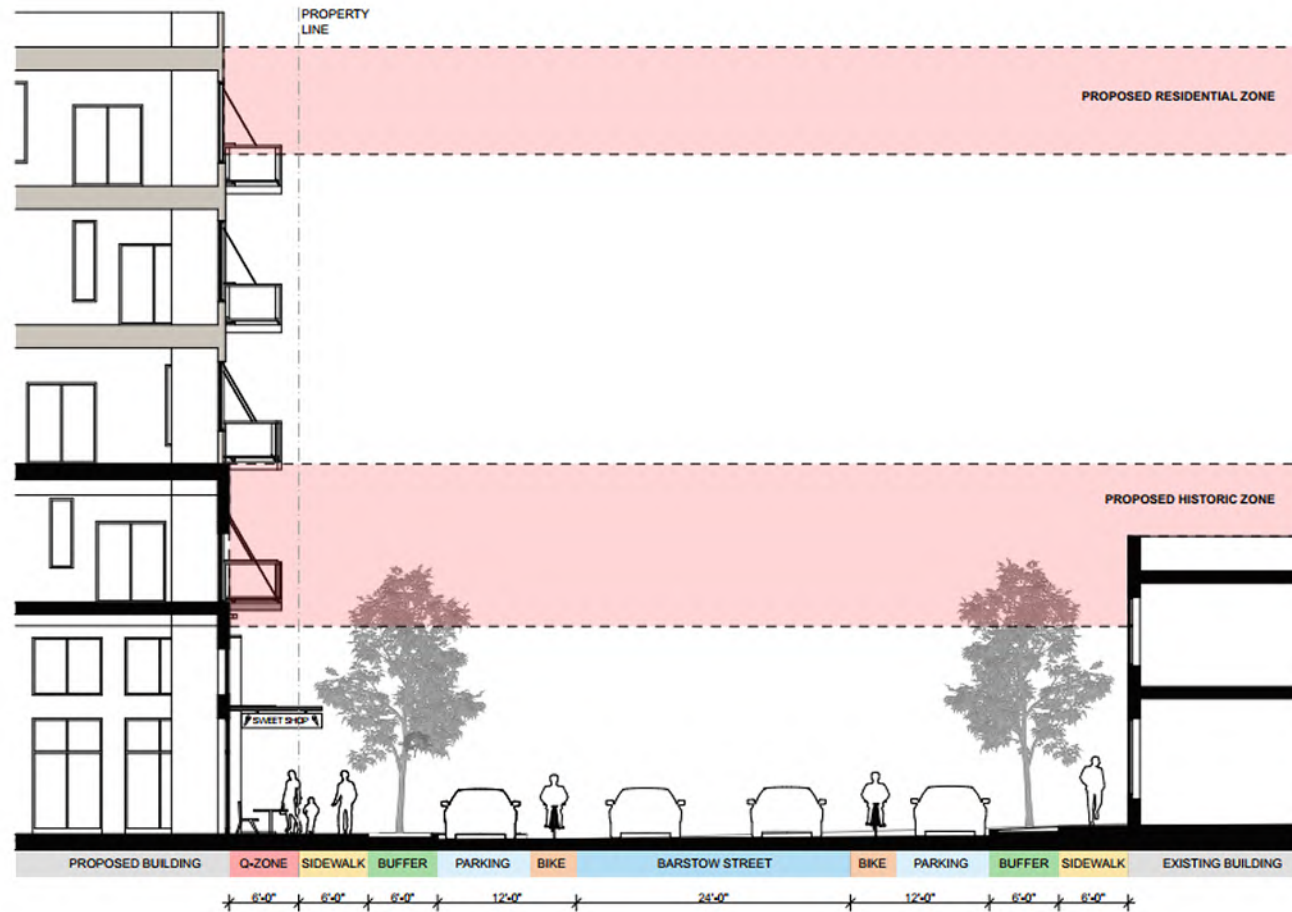 PROPERTY
LINE
PROPOSED RESIDENTIAL ZONE
PROPOSED HISTORIC ZONE
SWEET SHOP
PROPOSED BUILDING
Q-ZONE
SIDEWALK
BUFFER
PARKING
BIKE
BARSTOW STREET
BIKE
PARKING
BUFFER
SIDEWALK
EXISTING BUILDING
6'-0"
6'-0"
6'-0"
12'-0"
24'-0"
12'-0"
6'-0"
6'-0"